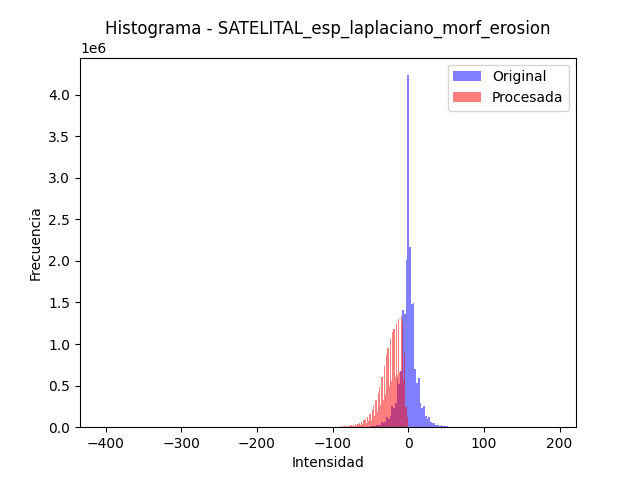 Histograma - SATELITAL_esp_laplaciano_morf_erosion
1e6
Original
Procesada
4.0
3.5
3.0
2.5
2.0
1.5
1.0
0.5
0.0
Frecuencia
−400 −300 −200 −100 0 100 200
Intensidad